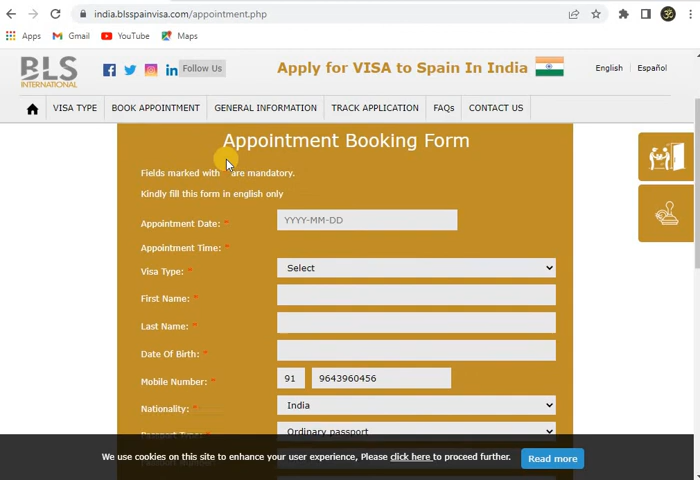 india.blsspainvisa.com/appointment.php
Apps Gmail YouTube Maps
BLS
INTERNATIONAL
Follow Us
Apply for VISA to Spain In India
English Español
VISA TYPE BOOK APPOINTMENT GENERAL INFORMATION TRACK APPLICATION FAQs CONTACT US
Appointment Booking Form
Fields marked with are mandatory.
Kindly fill this form in english only
Appointment Date: * YYYY-MM-DD
Appointment Time: *
Visa Type: * Select
First Name: *
Last Name: *
Date Of Birth: *
Mobile Number: * 91 9643960456
Nationality: * India
Passport Type: * Ordinary passport
We use cookies on this site to enhance your user experience, Please click here to proceed further. Read more